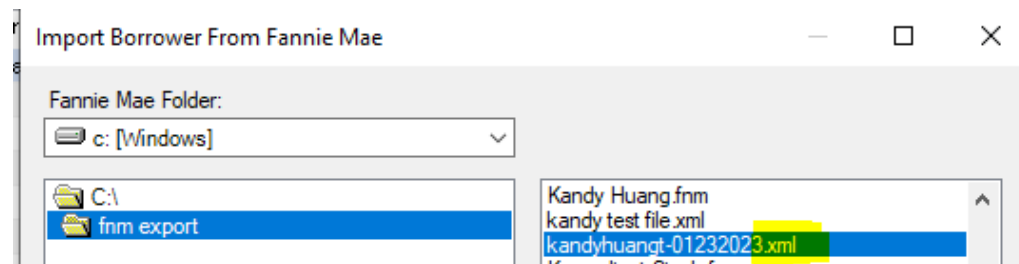 Import Borrower From Fannie Mae
Fannie Mae Folder:
c: [Windows]
C:\
fnm export
Kandy Huang.fnm
kandy test file.xml
kandyhuangt-01232023.xml